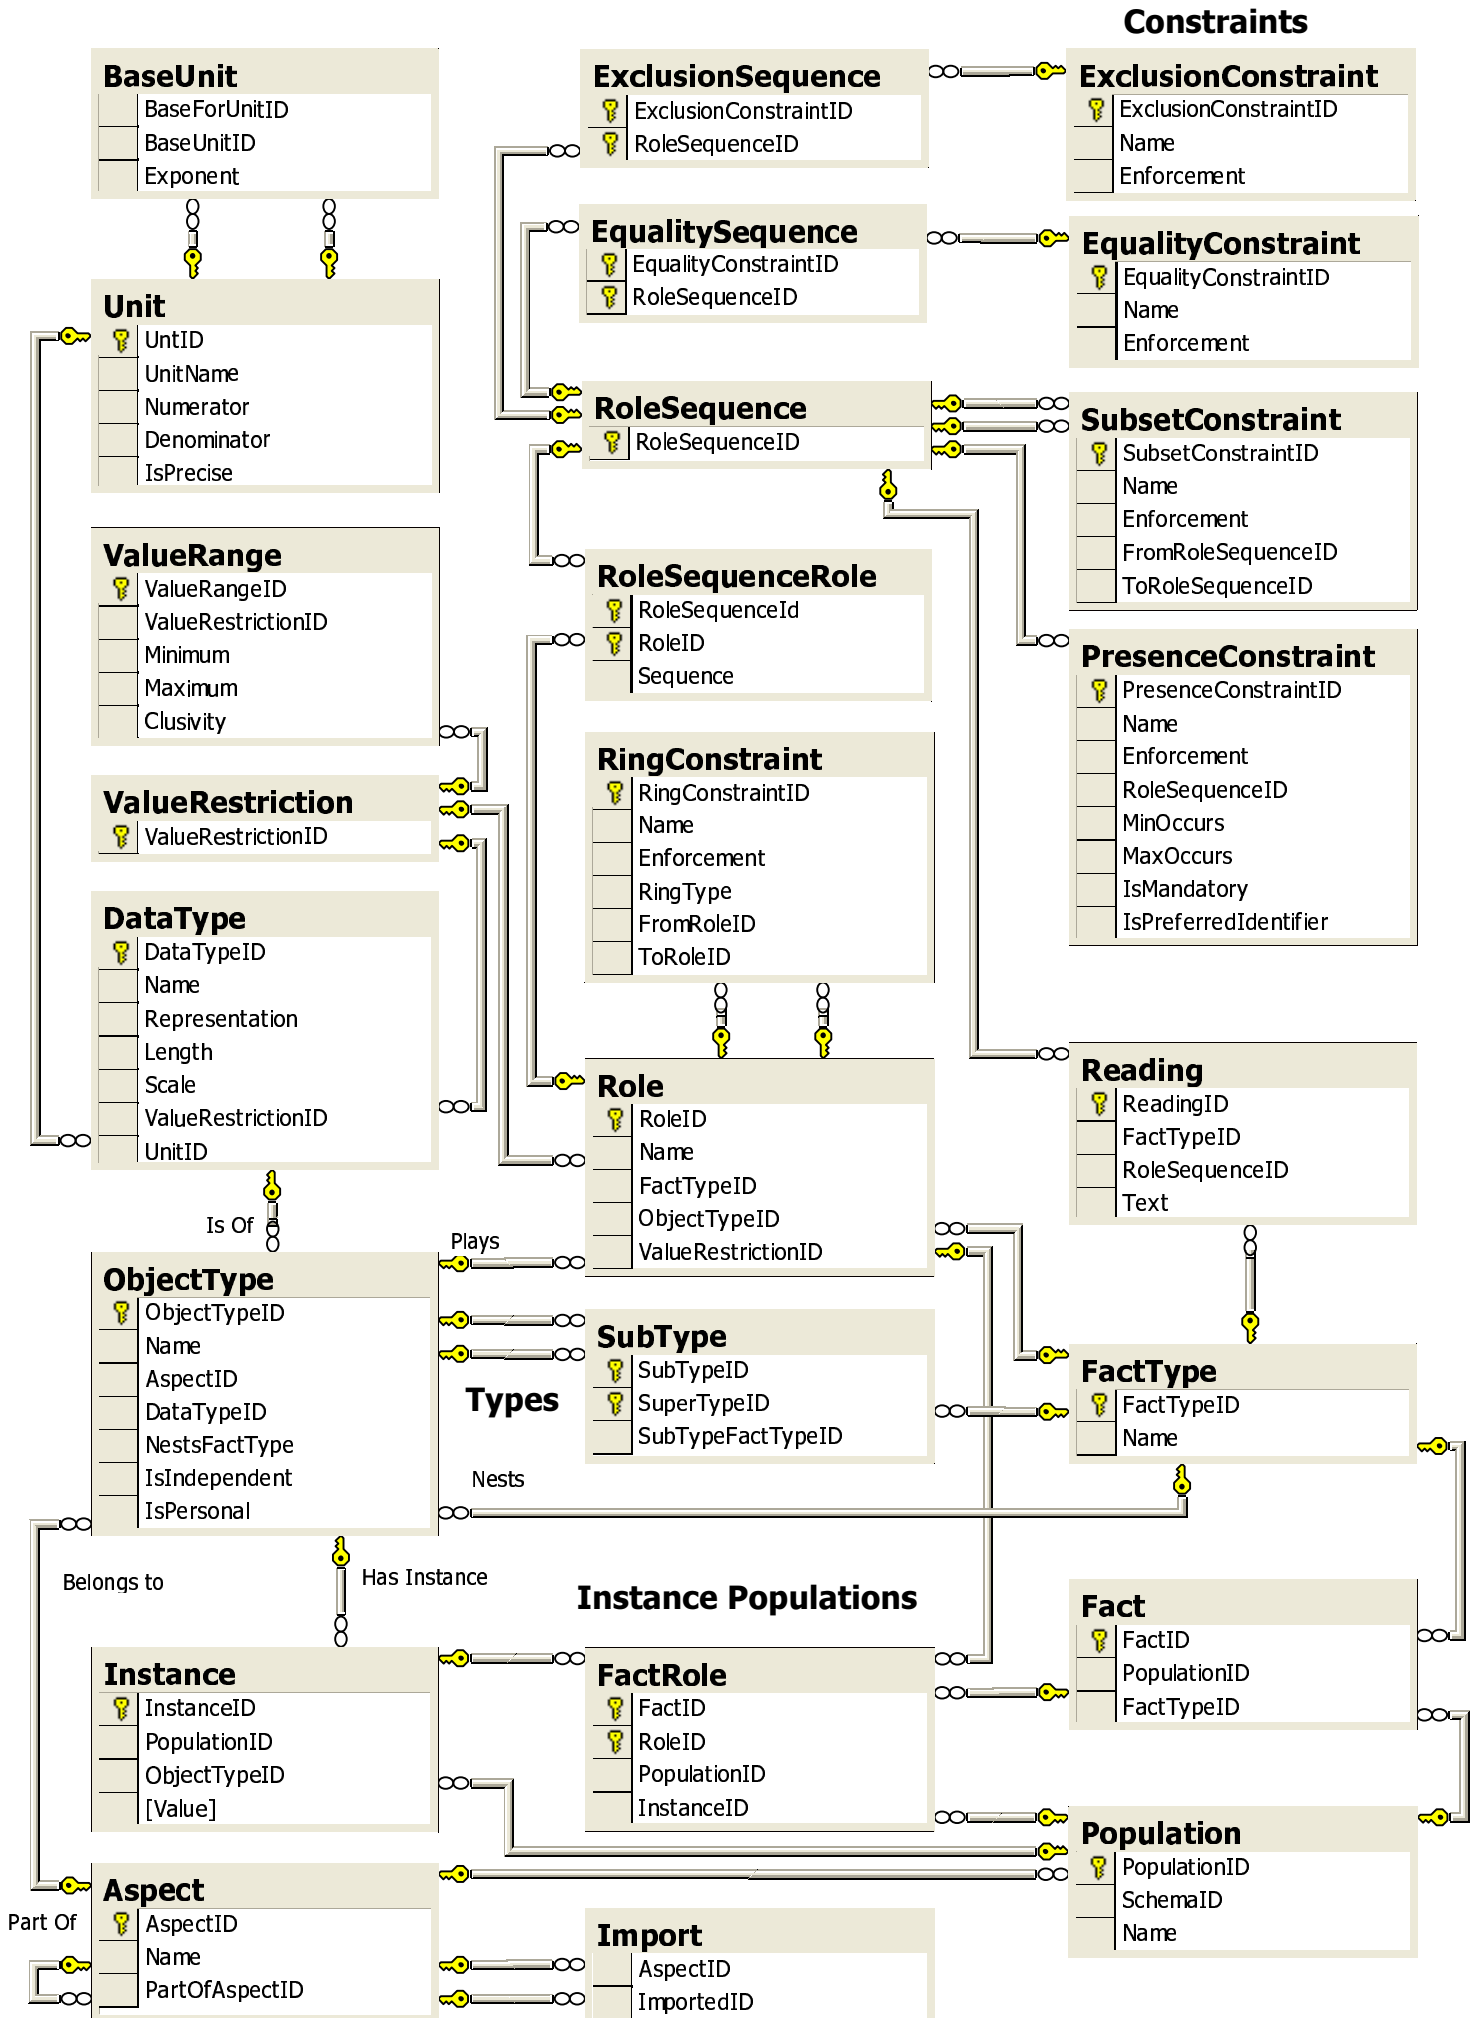 Constraints
BaseUnit
BaseForUnitID
BaseUnitID
Exponent
ExclusionSequence
ExclusionConstraintID
RoleSequenceID
ExclusionConstraint
ExclusionConstraintID
Name
Enforcement
EqualitySequence
EqualityConstraintID
RoleSequenceID
EqualityConstraint
EqualityConstraintID
Name
Enforcement
Unit
UntID
UnitName
Numerator
Denominator
IsPrecise
RoleSequence
RoleSequenceID
SubsetConstraint
SubsetConstraintID
Name
Enforcement
FromRoleSequenceID
ToRoleSequenceID
ValueRange
ValueRangeID
ValueRestrictionID
Minimum
Maximum
Clusivity
RoleSequenceRole
RoleSequenceId
RoleID
Sequence
PresenceConstraint
PresenceConstraintID
Name
Enforcement
RoleSequenceID
MinOccurs
MaxOccurs
IsMandatory
IsPreferredIdentifier
ValueRestriction
ValueRestrictionID
RingConstraint
RingConstraintID
Name
Enforcement
RingType
FromRoleID
ToRoleID
DataType
DataTypeID
Name
Representation
Length
Scale
ValueRestrictionID
UnitID
Role
RoleID
Name
FactTypeID
ObjectTypeID
ValueRestrictionID
Reading
ReadingID
FactTypeID
RoleSequenceID
Text
Is Of
Plays
ObjectType
ObjectTypeID
Name
AspectID
DataTypeID
NestsFactType
IsIndependent
IsPersonal
SubType
SubTypeID
SuperTypeID
SubTypeFactTypeID
Types
FactType
FactTypeID
Name
Nests
Belongs to
Has Instance
Instance Populations
Fact
FactID
PopulationID
FactTypeID
Instance
InstanceID
PopulationID
ObjectTypeID
[Value]
FactRole
FactID
RoleID
PopulationID
InstanceID
Population
PopulationID
SchemaID
Name
Aspect
AspectID
Name
PartOfAspectID
Part Of
Import
AspectID
ImportedID